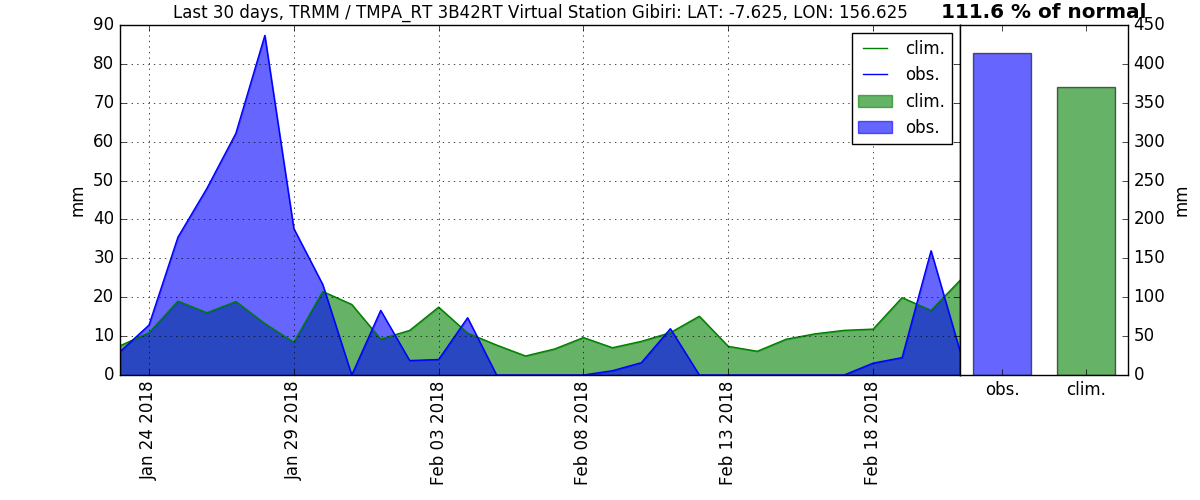 Last 30 days, TRMM / TMPA_RT 3B42RT Virtual Station Gibiri: LAT: -7.625, LON: 156.625
111.6 % of normal
90
80
70
60
50
40
30
20
10
0
mm
clim.
obs.
clim.
obs.
Jan 24 2018
Jan 29 2018
Feb 03 2018
Feb 08 2018
Feb 13 2018
Feb 18 2018
450
400
350
300
250
200
150
100
50
0
mm
obs.
clim.